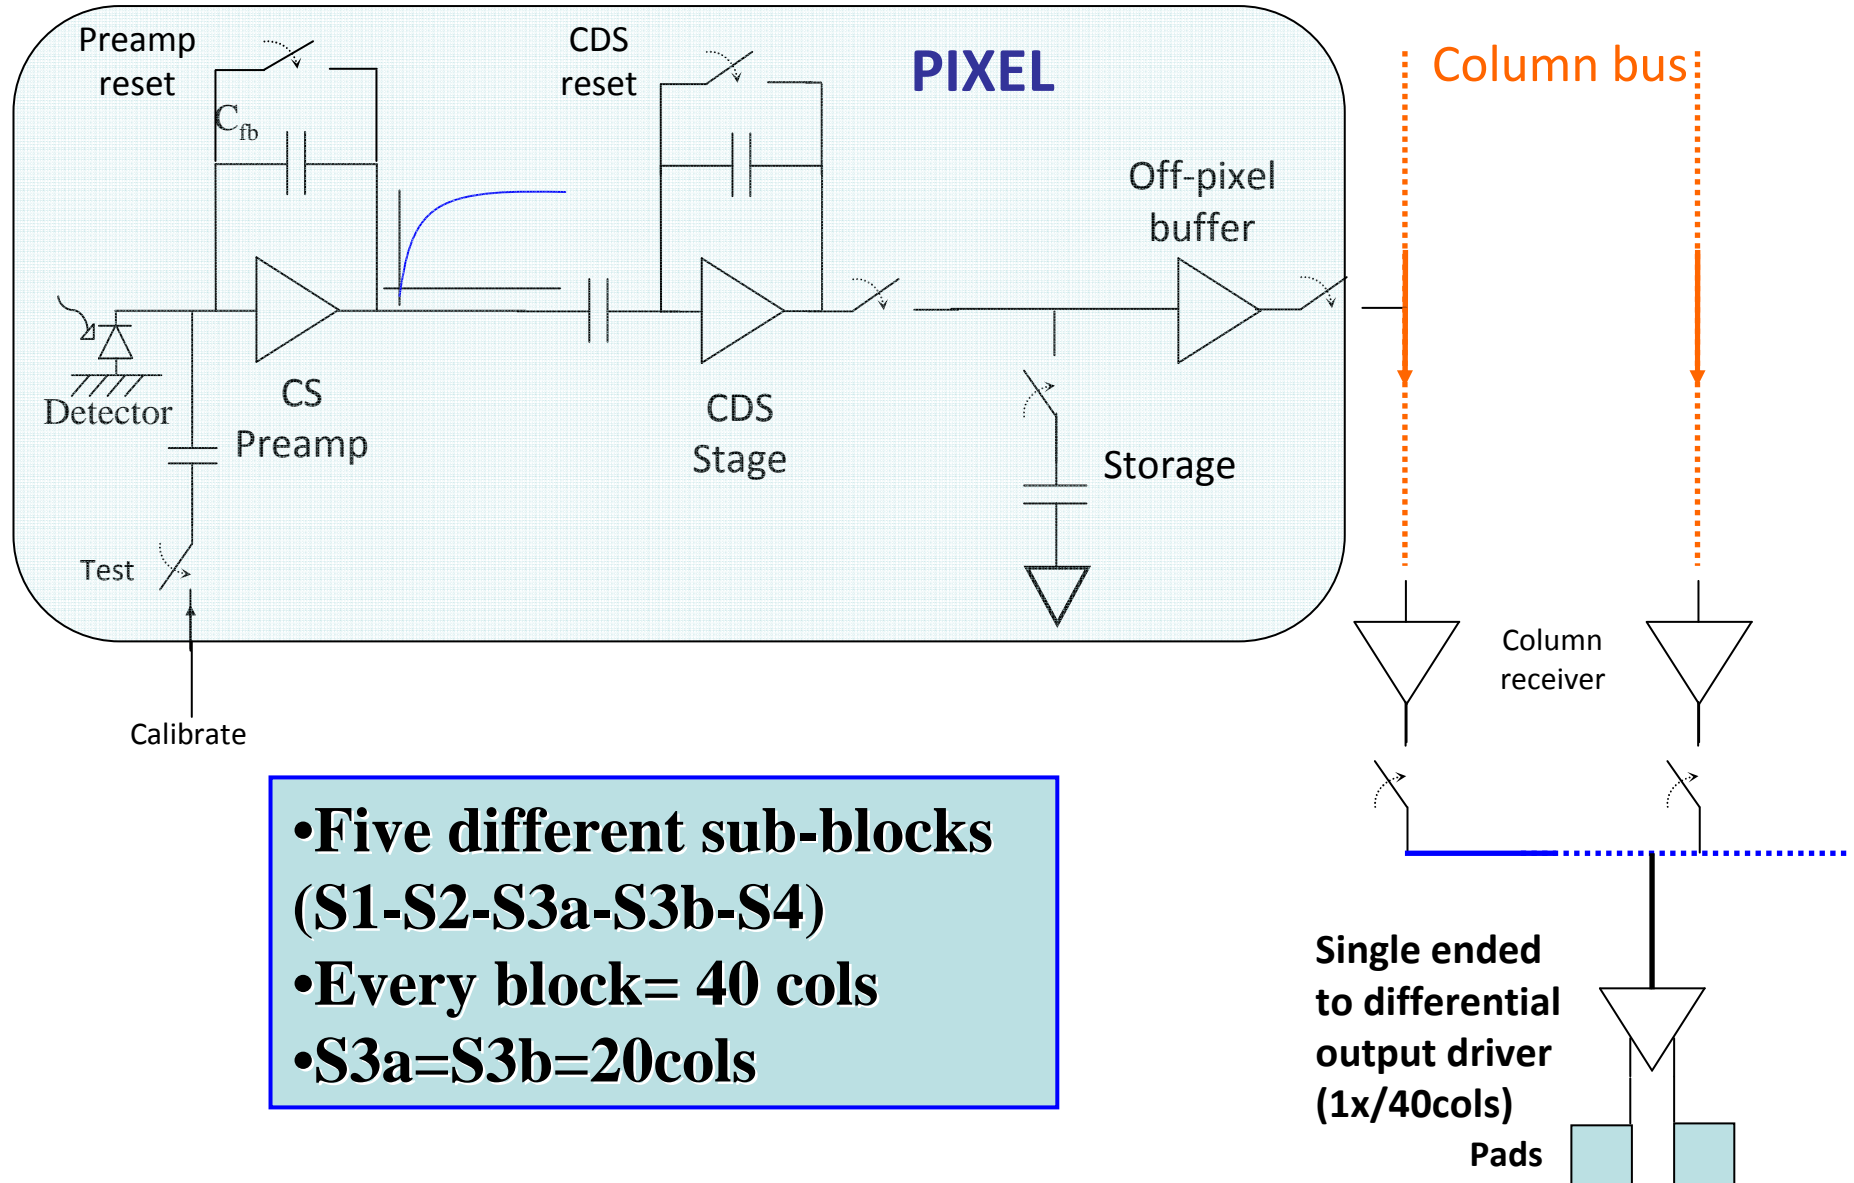 Preamp
reset
CDS
reset
PIXEL
Column bus
C_fb
Off-pixel
buffer
Detector
CS
Preamp
CDS
Stage
Storage
Test
Calibrate
Column
receiver
•Five different sub-blocks
(S1-S2-S3a-S3b-S4)
•Every block= 40 cols
•S3a=S3b=20cols
Single ended
to differential
output driver
(1x/40cols)
Pads